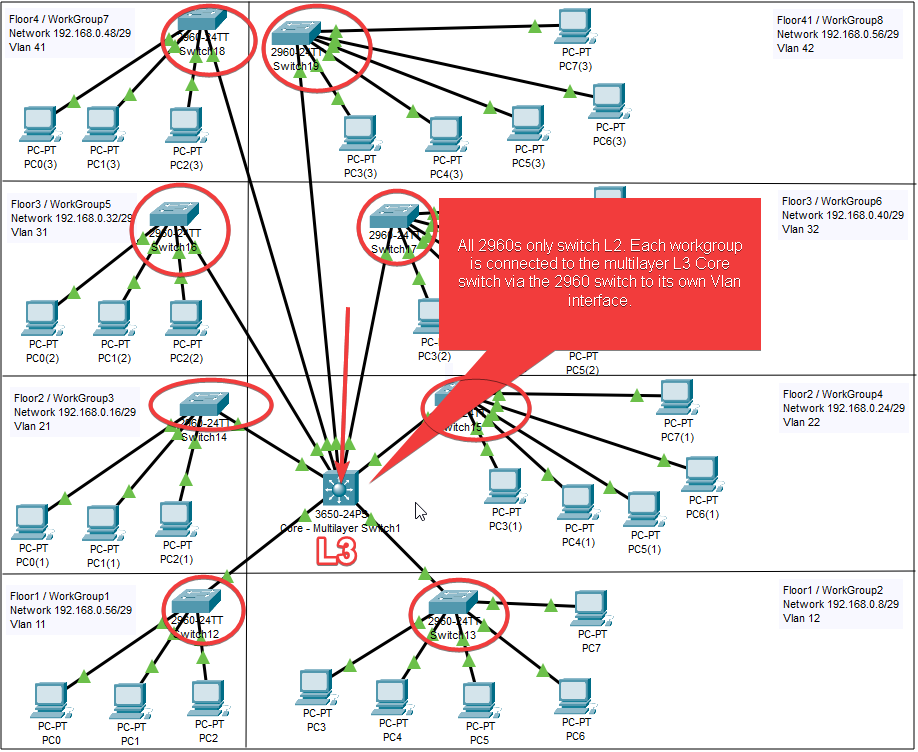 Floor4 / WorkGroup7
Network 192.168.0.48/29
Vlan 41
2960-24TT
Switch18
2960-24TT
Switch19
PC-PT
PC7(3)
Floor41 / WorkGroup8
Network 192.168.0.56/29
Vlan 42
PC-PT
PC0(3)
PC-PT
PC1(3)
PC-PT
PC2(3)
PC-PT
PC3(3)
PC-PT
PC4(3)
PC-PT
PC5(3)
PC-PT
PC6(3)
Floor3 / WorkGroup5
Network 192.168.0.32/29
Vlan 31
2960-24TT
Switch16
2960-24TT
Switch17
Floor3 / WorkGroup6
Network 192.168.0.40/29
Vlan 32
All 2960s only switch L2. Each workgroup
is connected to the multilayer L3 Core
switch via the 2960 switch to its own Vlan
interface.
PC-PT
PC0(2)
PC-PT
PC1(2)
PC-PT
PC2(2)
PC-PT
PC3(2)
PC-PT
PC5(2)
Floor2 / WorkGroup3
Network 192.168.0.16/29
Vlan 21
2960-24TT
Switch14
Switch15
PC-PT
PC7(1)
Floor2 / WorkGroup4
Network 192.168.0.24/29
Vlan 22
PC-PT
PC0(1)
PC-PT
PC1(1)
PC-PT
PC2(1)
3650-24PS
Core - Multilayer Switch1
L3
PC-PT
PC3(1)
PC-PT
PC4(1)
PC-PT
PC5(1)
PC-PT
PC6(1)
Floor1 / WorkGroup1
Network 192.168.0.56/29
Vlan 11
2960-24TT
Switch12
2960-24TT
Switch13
PC-PT
PC7
Floor1 / WorkGroup2
Network 192.168.0.8/29
Vlan 12
PC-PT
PC0
PC-PT
PC1
PC-PT
PC2
PC-PT
PC3
PC-PT
PC4
PC-PT
PC5
PC-PT
PC6